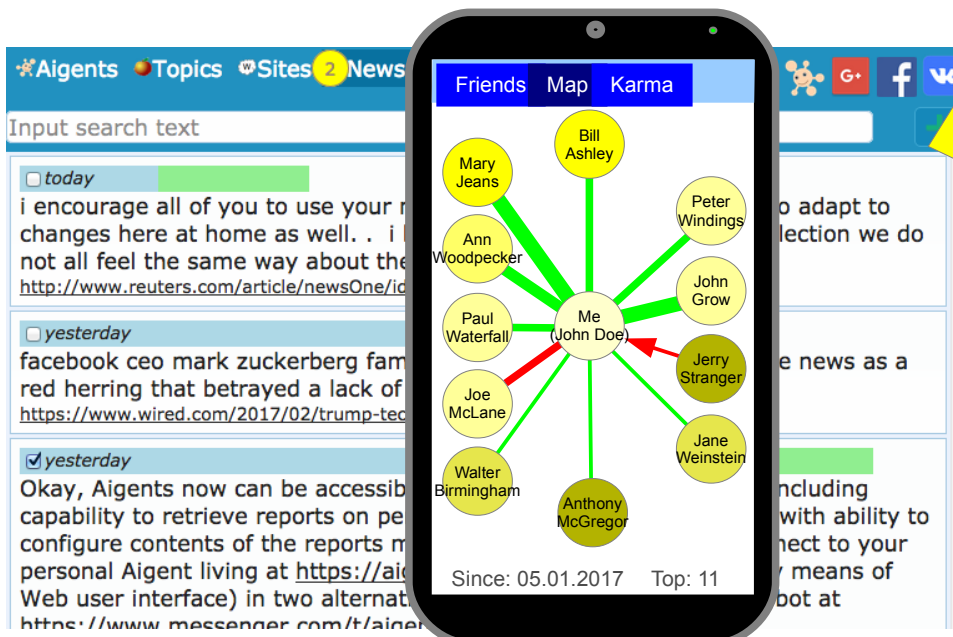 Aigents Topics Sites 2 News
G+ f
Input search text
today
i encourage all of you to use your
o adapt to
changes here at home as well. . i
lection we do
not all feel the same way about the
http://www.reuters.com/article/newsOne/id
yesterday
facebook ceo mark zuckerberg fam
e news as a
red herring that betrayed a lack of
https://www.wired.com/2017/02/trump-tec
yesterday
Okay, Aigents now can be accessib
ncluding
capability to retrieve reports on pe
with ability to
configure contents of the reports m
nect to your
personal Aigent living at https://aig
y means of
Web user interface) in two alternat
bot at
https://www.messenger.com/t/aigen
Friends Map Karma
Bill
Ashley
Mary
Jeans
Peter
Windings
Ann
Woodpecker
John
Grow
Paul
Waterfall
Me
(John Doe)
Jerry
Stranger
Joe
McLane
Jane
Weinstein
Walter
Birmingham
Anthony
McGregor
Since: 05.01.2017 Top: 11